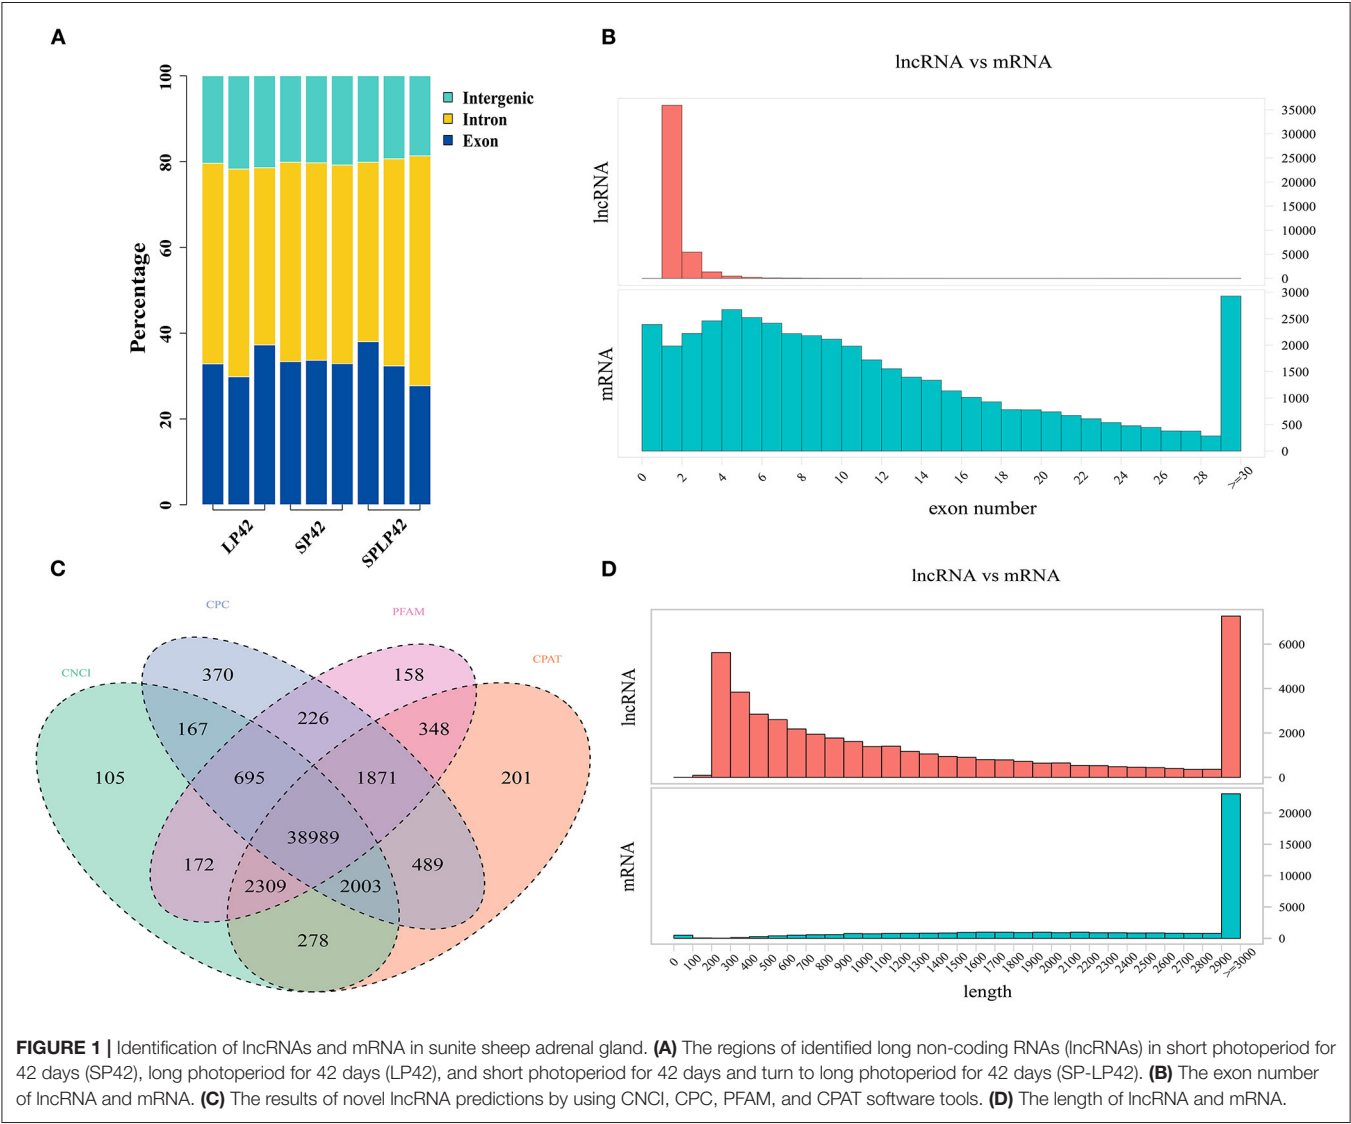 A
100
80
60
40
20
0
Percentage
Intergenic
Intron
Exon
LP42
SP42
SPLP42
B
lncRNA vs mRNA
lncRNA
35000
30000
25000
20000
15000
10000
5000
0
mRNA
3000
2500
2000
1500
1000
500
0
0 2 4 6 8 10 12 14 16 18 20 22 24 26 28 >=30
exon number
C
CPC
PFAM
CNCI
CPAT
370
158
167
226
348
105
695
1871
201
38989
172
489
2309
2003
278
D
lncRNA vs mRNA
lncRNA
6000
4000
2000
0
mRNA
20000
15000
10000
5000
0
0 100 200 300 400 500 600 700 800 900 1000 1100 1200 1300 1400 1500 1600 1700 1800 1900 2000 2100 2200 2300 2400 2500 2600 2700 2800 2900 >=3000
length
FIGURE 1 | Identification of lncRNAs and mRNA in sunite sheep adrenal gland. (A) The regions of identified long non-coding RNAs (lncRNAs) in short photoperiod for
42 days (SP42), long photoperiod for 42 days (LP42), and short photoperiod for 42 days and turn to long photoperiod for 42 days (SP-LP42). (B) The exon number
of lncRNA and mRNA. (C) The results of novel lncRNA predictions by using CNCI, CPC, PFAM, and CPAT software tools. (D) The length of lncRNA and mRNA.